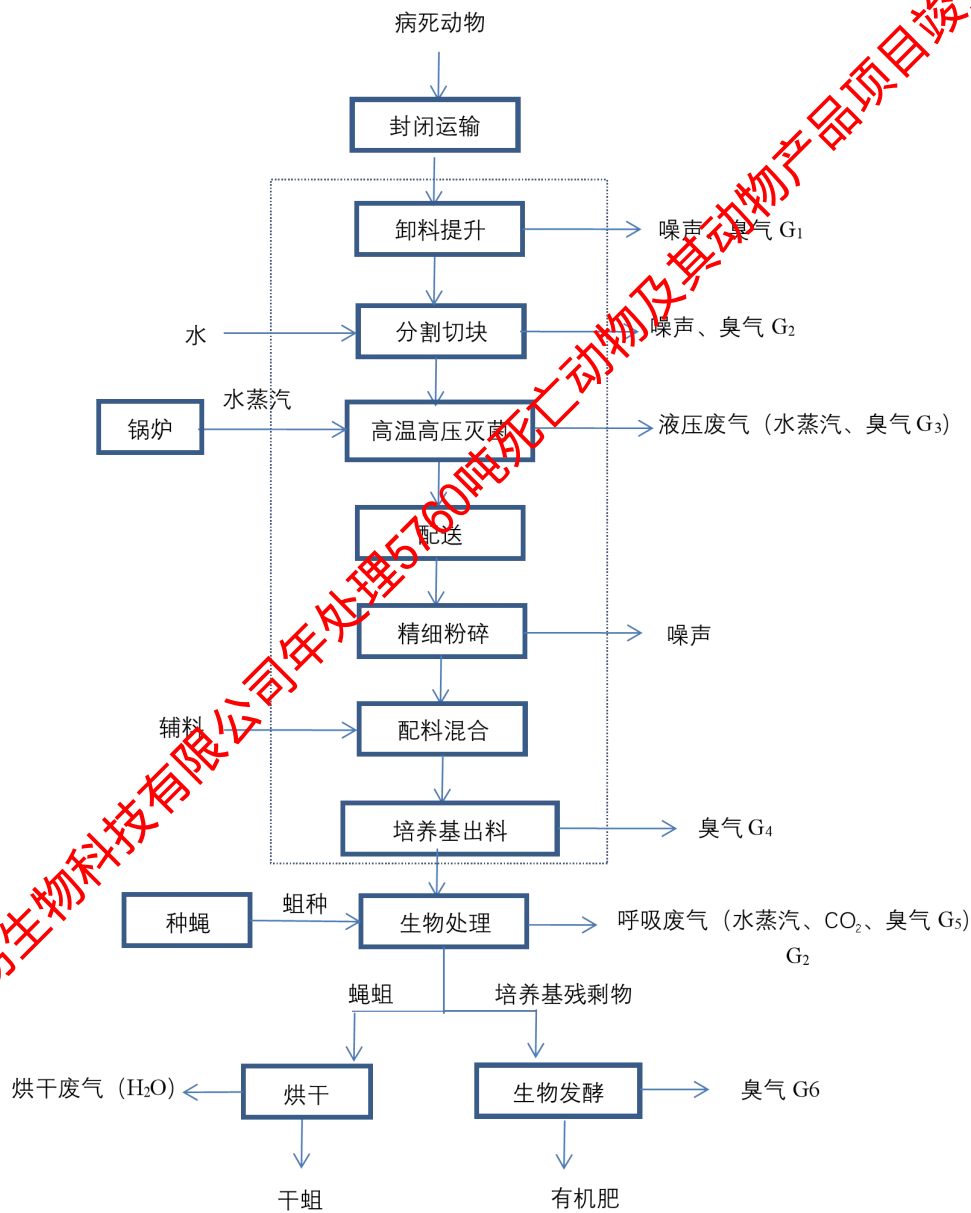 病死动物
封闭运输
卸料提升
噪声、臭气 G₁
水
分割切块
噪声、臭气 G₂
水蒸汽
锅炉
高温高压灭菌
液压废气（水蒸汽、臭气 G₃）
配送
精细粉碎
噪声
辅料
配料混合
培养基出料
臭气 G₄
种蝇
蛆种
生物处理
呼吸废气（水蒸汽、CO₂、臭气 G₅）
G₂
蝇蛆
培养基残剩物
烘干废气（H₂O）
烘干
生物发酵
臭气 G6
干蛆
有机肥
生物科技有限公司年处理5760吨死亡动物及其动物产品项目竣